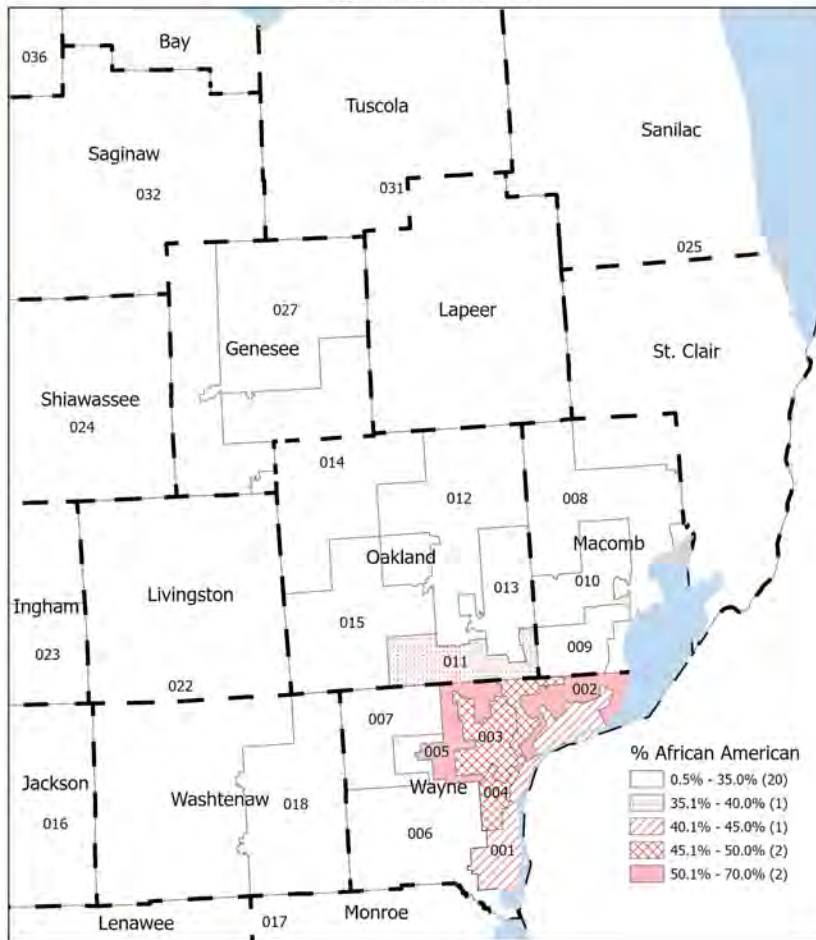 Bay
036
Tuscola
Sanilac
Saginaw
032
031
025
027
Lapeer
Genesee
St. Clair
Shiawassee
024
014
012
008
Oakland
Macomb
Livingston
013
010
Ingham
015
009
023
011
022
002
007
003
005
% African American
0.5% - 35.0% (20)
Jackson
Wayne
004
35.1% - 40.0% (1)
Washtenaw
018
016
006
40.1% - 45.0% (1)
001
45.1% - 50.0% (2)
50.1% - 70.0% (2)
Lenawee
017
Monroe